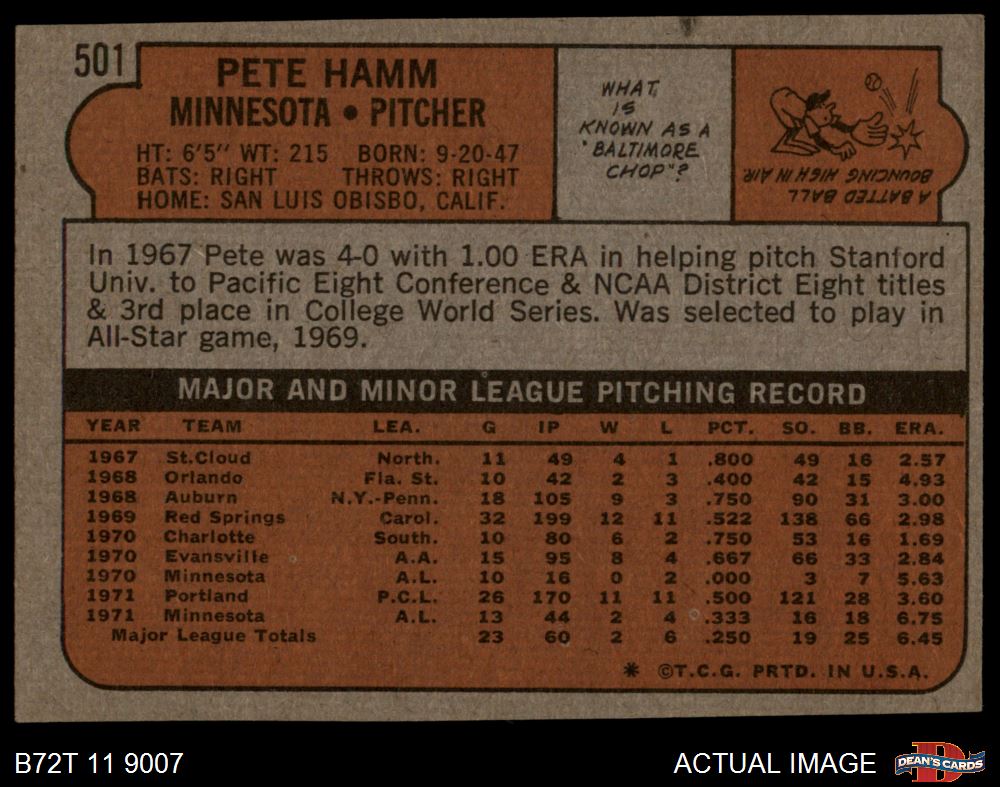 501
PETE HAMM
MINNESOTA • PITCHER
HT: 6'5" WT: 215 BORN: 9-20-47
BATS: RIGHT THROWS: RIGHT
HOME: SAN LUIS OBISBO, CALIF.
WHAT
IS
KNOWN AS A
"BALTIMORE
CHOP"?
A BATTED BALL
BOUNCING HIGH IN AIR
In 1967 Pete was 4-0 with 1.00 ERA in helping pitch Stanford
Univ. to Pacific Eight Conference & NCAA District Eight titles
& 3rd place in College World Series. Was selected to play in
All-Star game, 1969.
MAJOR AND MINOR LEAGUE PITCHING RECORD
YEAR TEAM LEA. G IP W L PCT. SO. BB. ERA.
1967 St.Cloud North. 11 49 4 1 .800 49 16 2.57
1968 Orlando Fla. St. 10 42 2 3 .400 42 15 4.93
1968 Auburn N.Y.-Penn. 18 105 9 3 .750 90 31 3.00
1969 Red Springs Carol. 32 199 12 11 .522 138 66 2.98
1970 Charlotte South. 10 80 6 2 .750 53 16 1.69
1970 Evansville A.A. 15 95 8 4 .667 66 33 2.84
1970 Minnesota A.L. 10 16 0 2 .000 3 7 5.63
1971 Portland P.C.L. 26 170 11 11 .500 121 28 3.60
1971 Minnesota A.L. 13 44 2 4 .333 16 18 6.75
Major League Totals 23 60 2 6 .250 19 25 6.45
* ©T.C.G. PRTD. IN U.S.A.
B72T 11 9007
ACTUAL IMAGE
DEAN'S CARDS